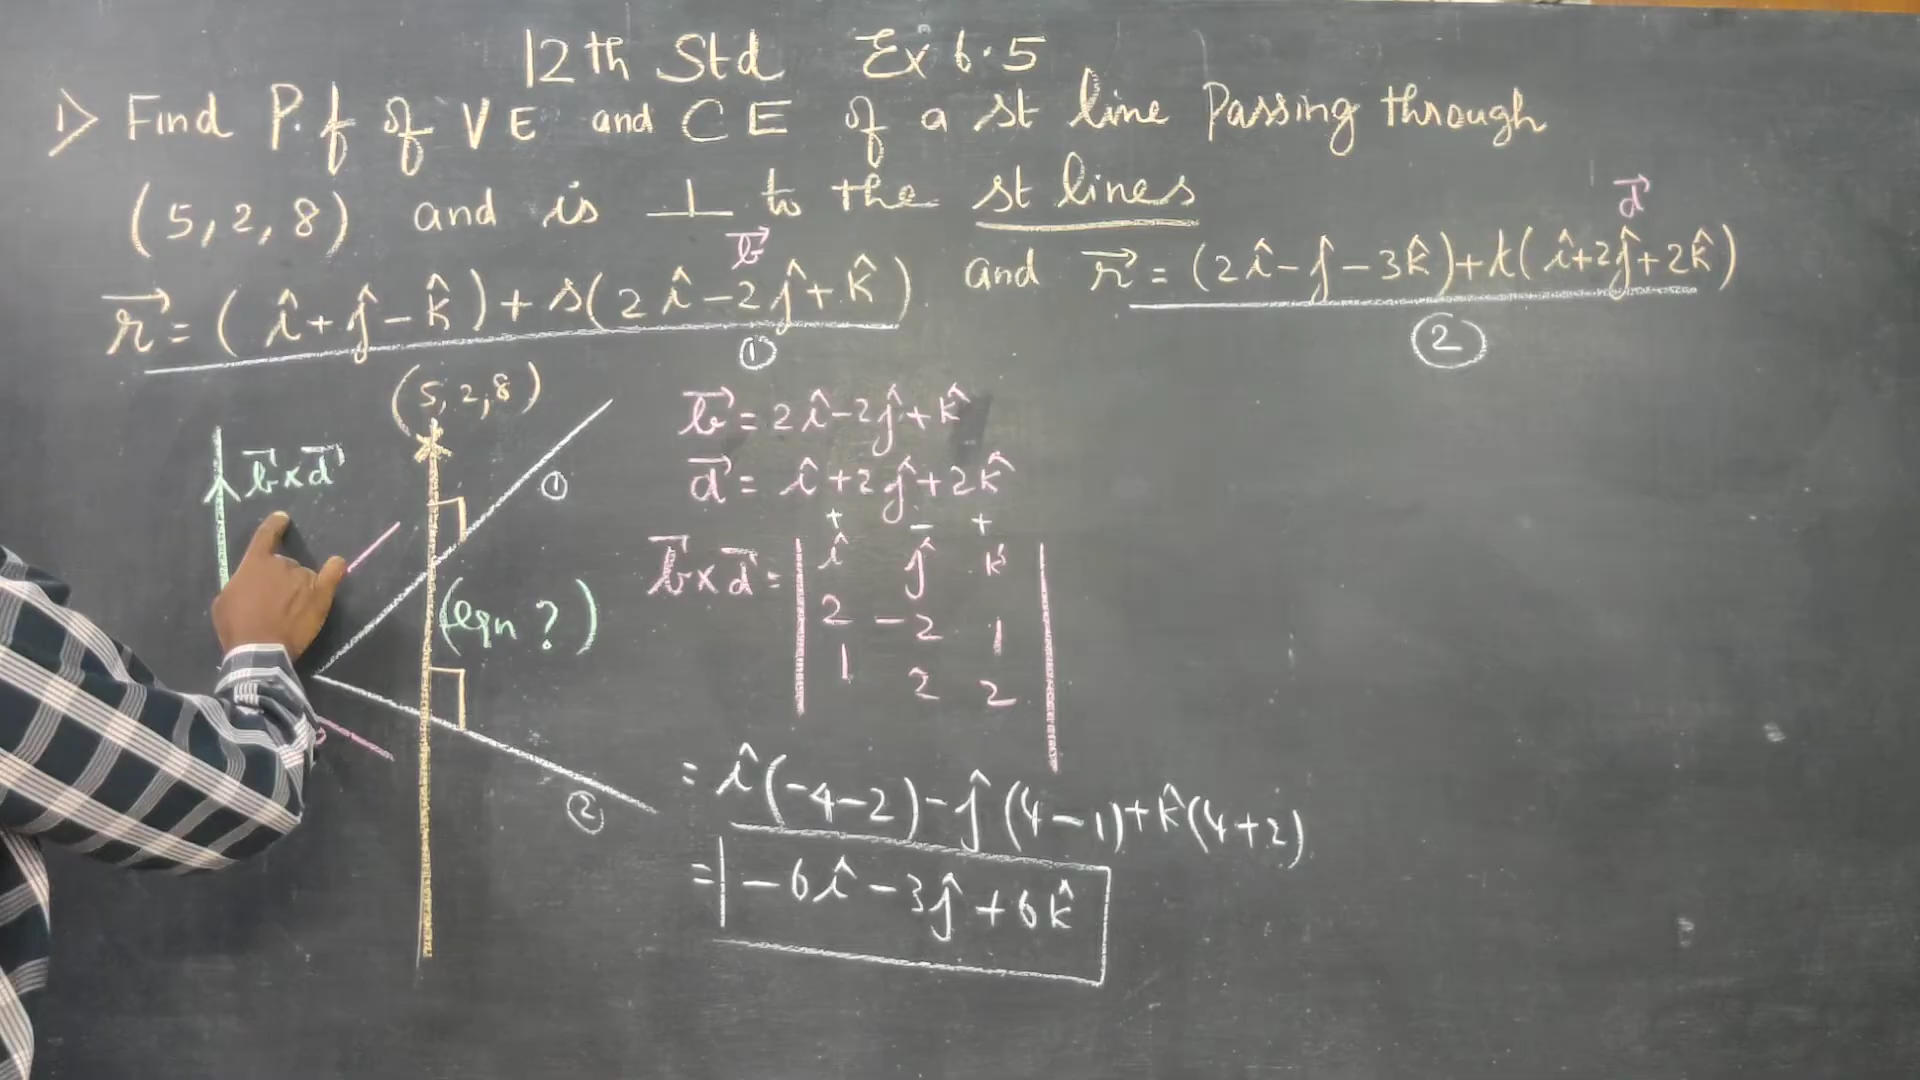 12th Std Ex 6.5
1) Find P.f of VE and CE of a st line Passing through
(5,2,8) and is ⊥ to the st lines
b⃗ d⃗
r⃗ = (î+ĵ-k̂)+s(2î-2ĵ+k̂) and r⃗ = (2î-ĵ-3k̂)+t(î+2ĵ+2k̂)
① ②
(5,2,8)
b⃗×d⃗
①
(eqn ?)
②
b⃗ = 2î-2ĵ+k̂
d⃗ = î+2ĵ+2k̂
+ - +
b⃗×d⃗ = | î ĵ k̂ |
2 -2 1
1 2 2
= î(-4-2)-ĵ(4-1)+k̂(4+2)
= -6î-3ĵ+6k̂